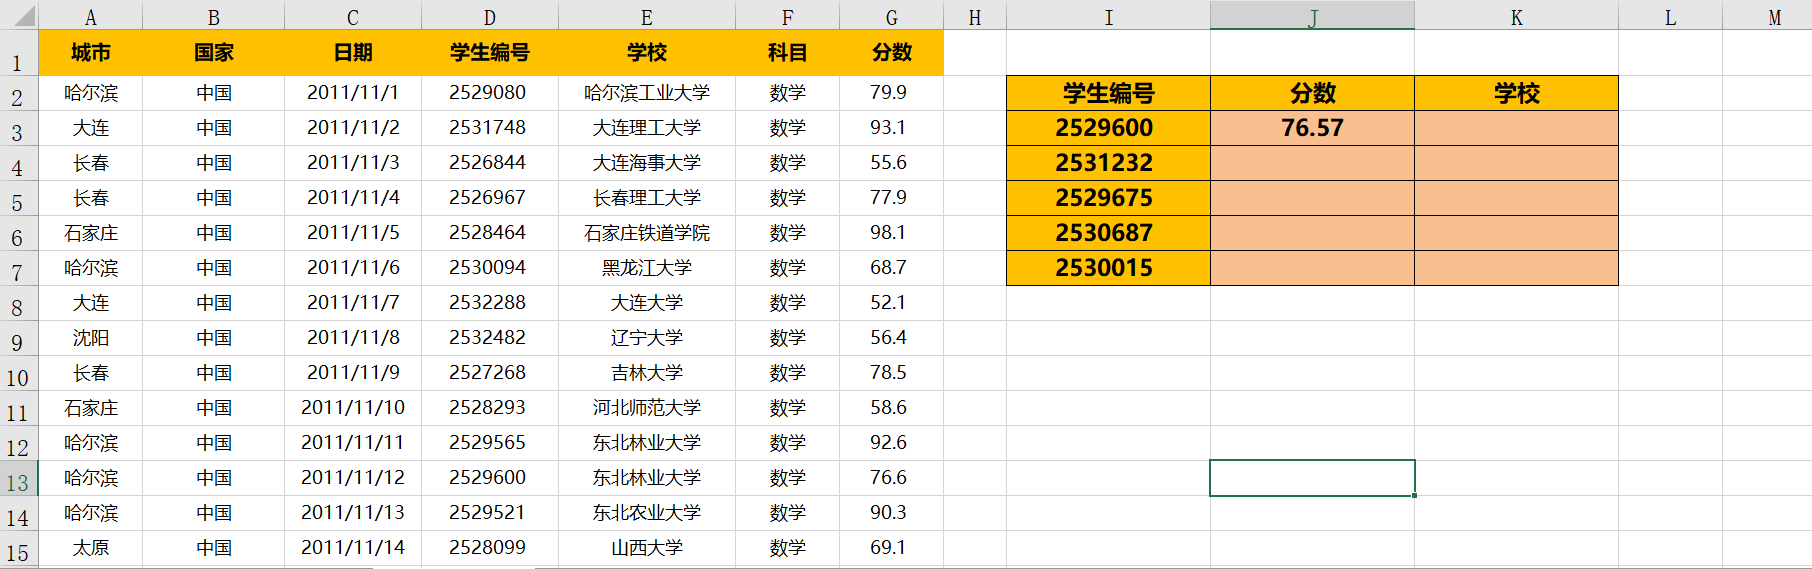 A B C D E F G H I J K L M
1 城市 国家 日期 学生编号 学校 科目 分数
2 哈尔滨 中国 2011/11/1 2529080 哈尔滨工业大学 数学 79.9 学生编号 分数 学校
3 大连 中国 2011/11/2 2531748 大连理工大学 数学 93.1 2529600 76.57
4 长春 中国 2011/11/3 2526844 大连海事大学 数学 55.6 2531232
5 长春 中国 2011/11/4 2526967 长春理工大学 数学 77.9 2529675
6 石家庄 中国 2011/11/5 2528464 石家庄铁道学院 数学 98.1 2530687
7 哈尔滨 中国 2011/11/6 2530094 黑龙江大学 数学 68.7 2530015
8 大连 中国 2011/11/7 2532288 大连大学 数学 52.1
9 沈阳 中国 2011/11/8 2532482 辽宁大学 数学 56.4
10 长春 中国 2011/11/9 2527268 吉林大学 数学 78.5
11 石家庄 中国 2011/11/10 2528293 河北师范大学 数学 58.6
12 哈尔滨 中国 2011/11/11 2529565 东北林业大学 数学 92.6
13 哈尔滨 中国 2011/11/12 2529600 东北林业大学 数学 76.6
14 哈尔滨 中国 2011/11/13 2529521 东北农业大学 数学 90.3
15 太原 中国 2011/11/14 2528099 山西大学 数学 69.1